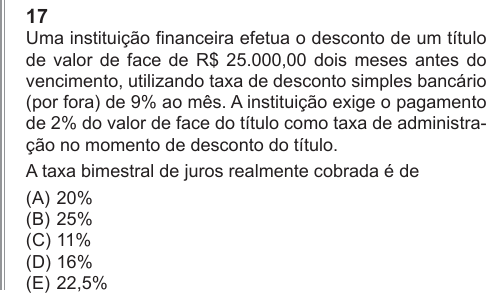 17
Uma instituição financeira efetua o desconto de um título
de valor de face de R$ 25.000,00 dois meses antes do
vencimento, utilizando taxa de desconto simples bancário
(por fora) de 9% ao mês. A instituição exige o pagamento
de 2% do valor de face do título como taxa de administra-
ção no momento de desconto do título.
A taxa bimestral de juros realmente cobrada é de
(A) 20%
(B) 25%
(C) 11%
(D) 16%
(E) 22,5%